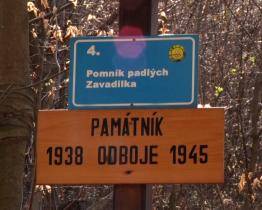 4.
Pomník padlých
Zavadilka
PAMÁTNÍK
1938 ODBOJE 1945